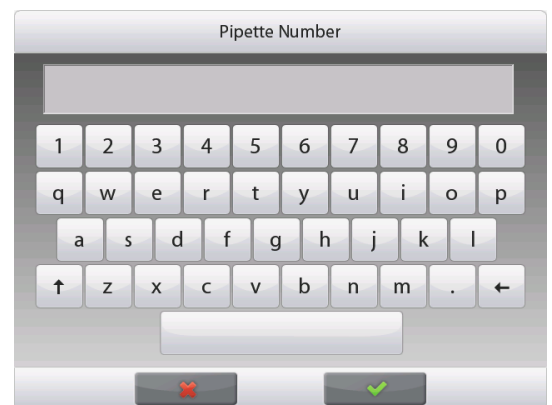 Pipette Number
1 2 3 4 5 6 7 8 9 0
q w e r t y u i o p
a s d f g h j k l
↑ z x c v b n m . ←